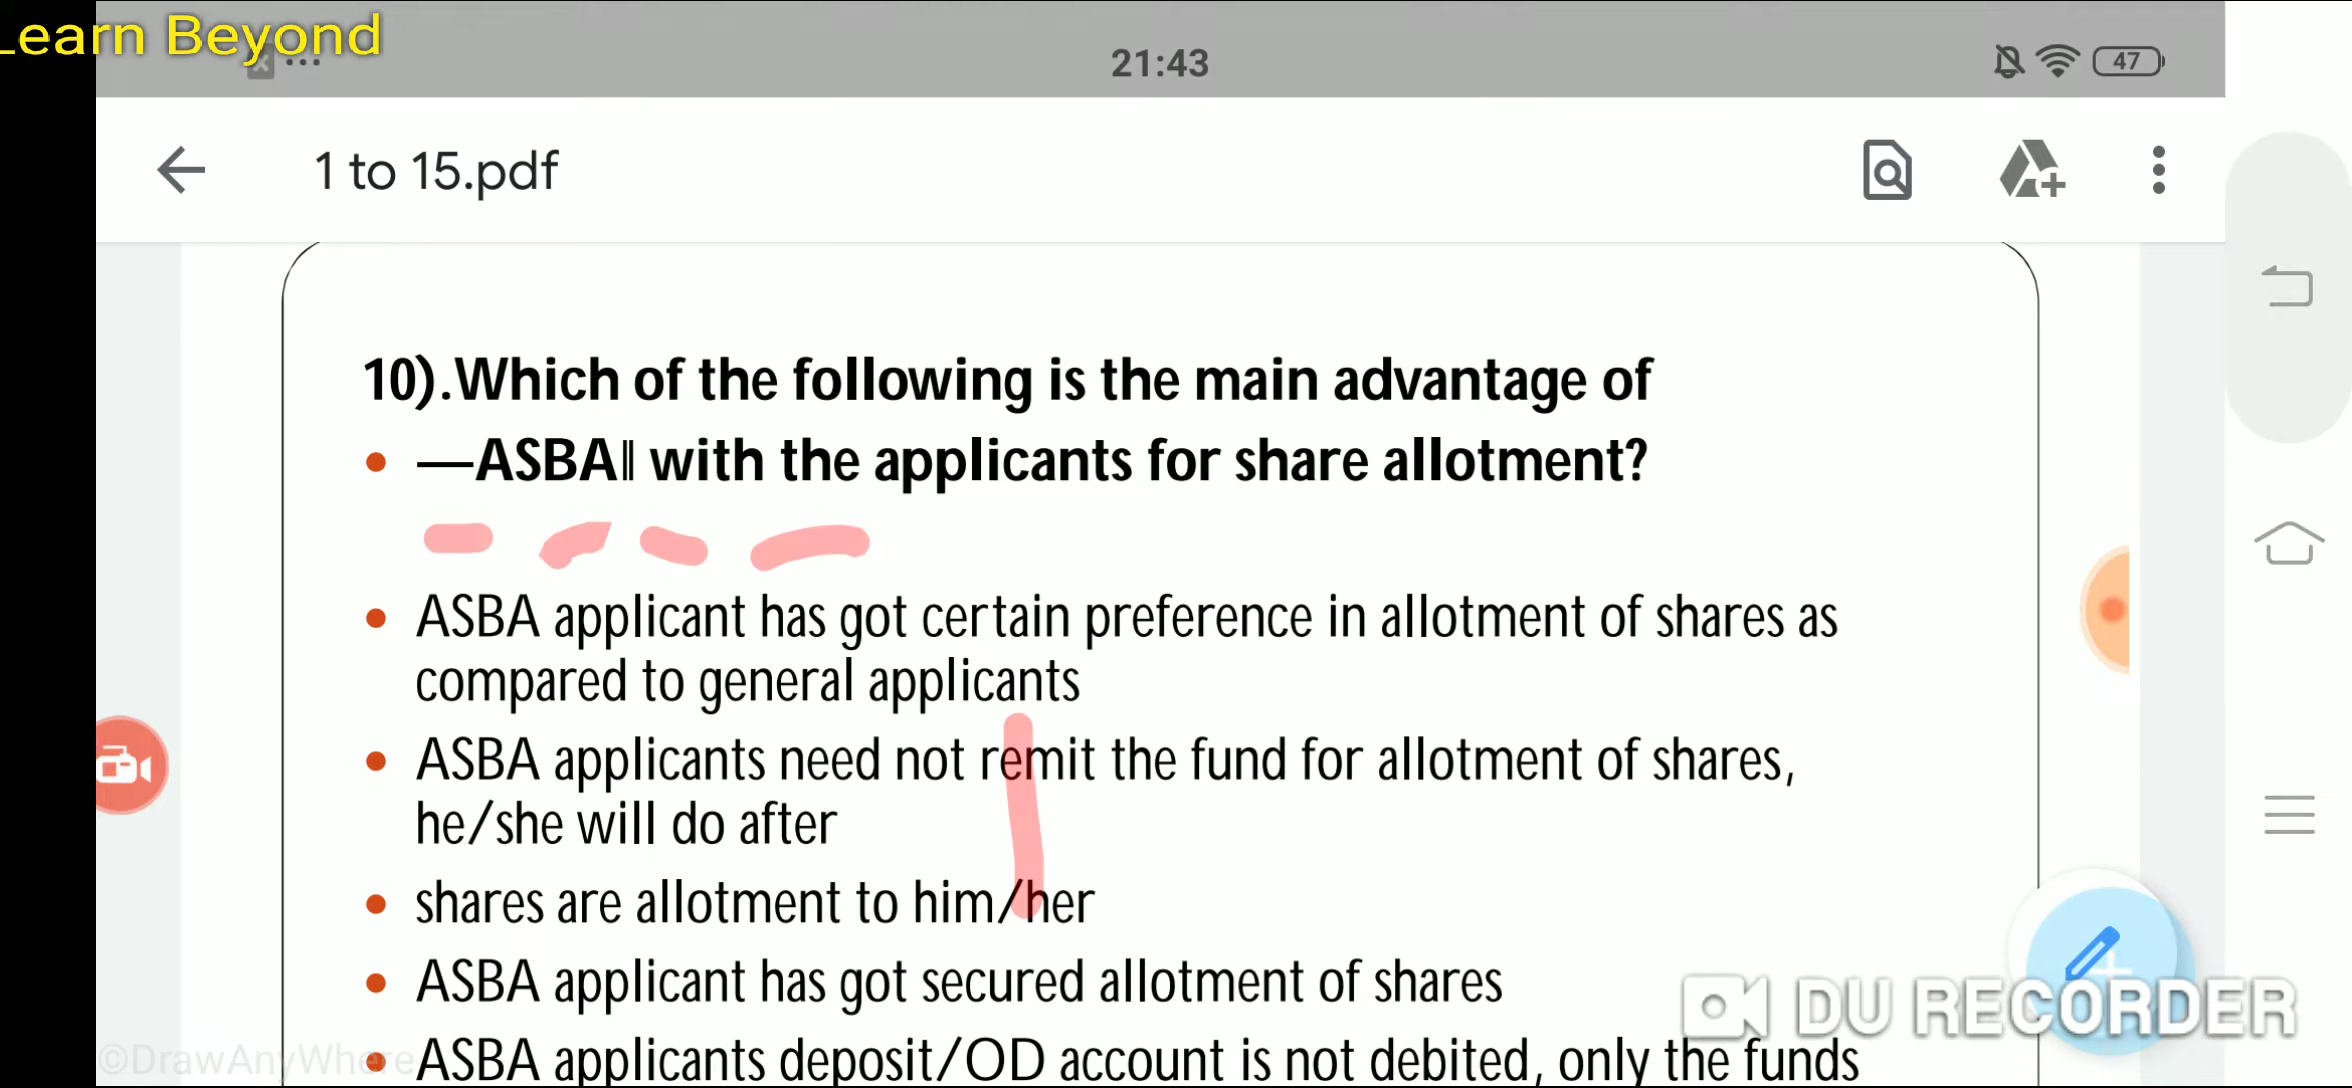 Learn Beyond
21:43
47
1 to 15.pdf
10).Which of the following is the main advantage of
• —ASBA‖ with the applicants for share allotment?
• ASBA applicant has got certain preference in allotment of shares as
compared to general applicants
• ASBA applicants need not remit the fund for allotment of shares,
he/she will do after
• shares are allotment to him/her
• ASBA applicant has got secured allotment of shares
• ASBA applicants deposit/OD account is not debited, only the funds
DU RECORDER
©DrawAnyWhere